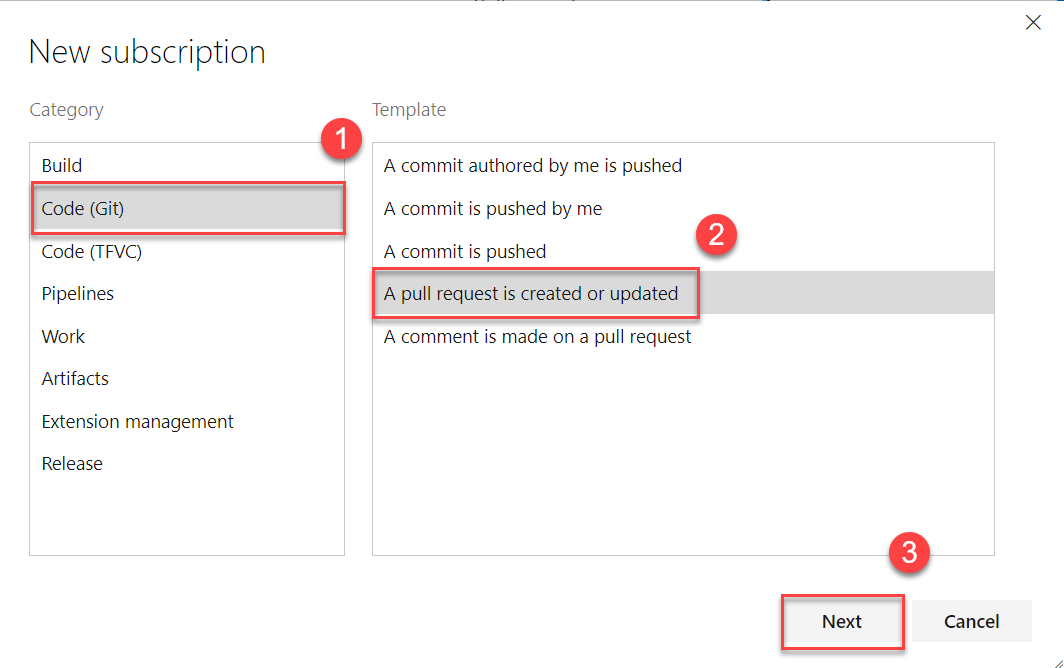 New subscription
Category
Template
1
Build
Code (Git)
Code (TFVC)
Pipelines
Work
Artifacts
Extension management
Release
A commit authored by me is pushed
A commit is pushed by me
A commit is pushed
2
A pull request is created or updated
A comment is made on a pull request
3
Next
Cancel